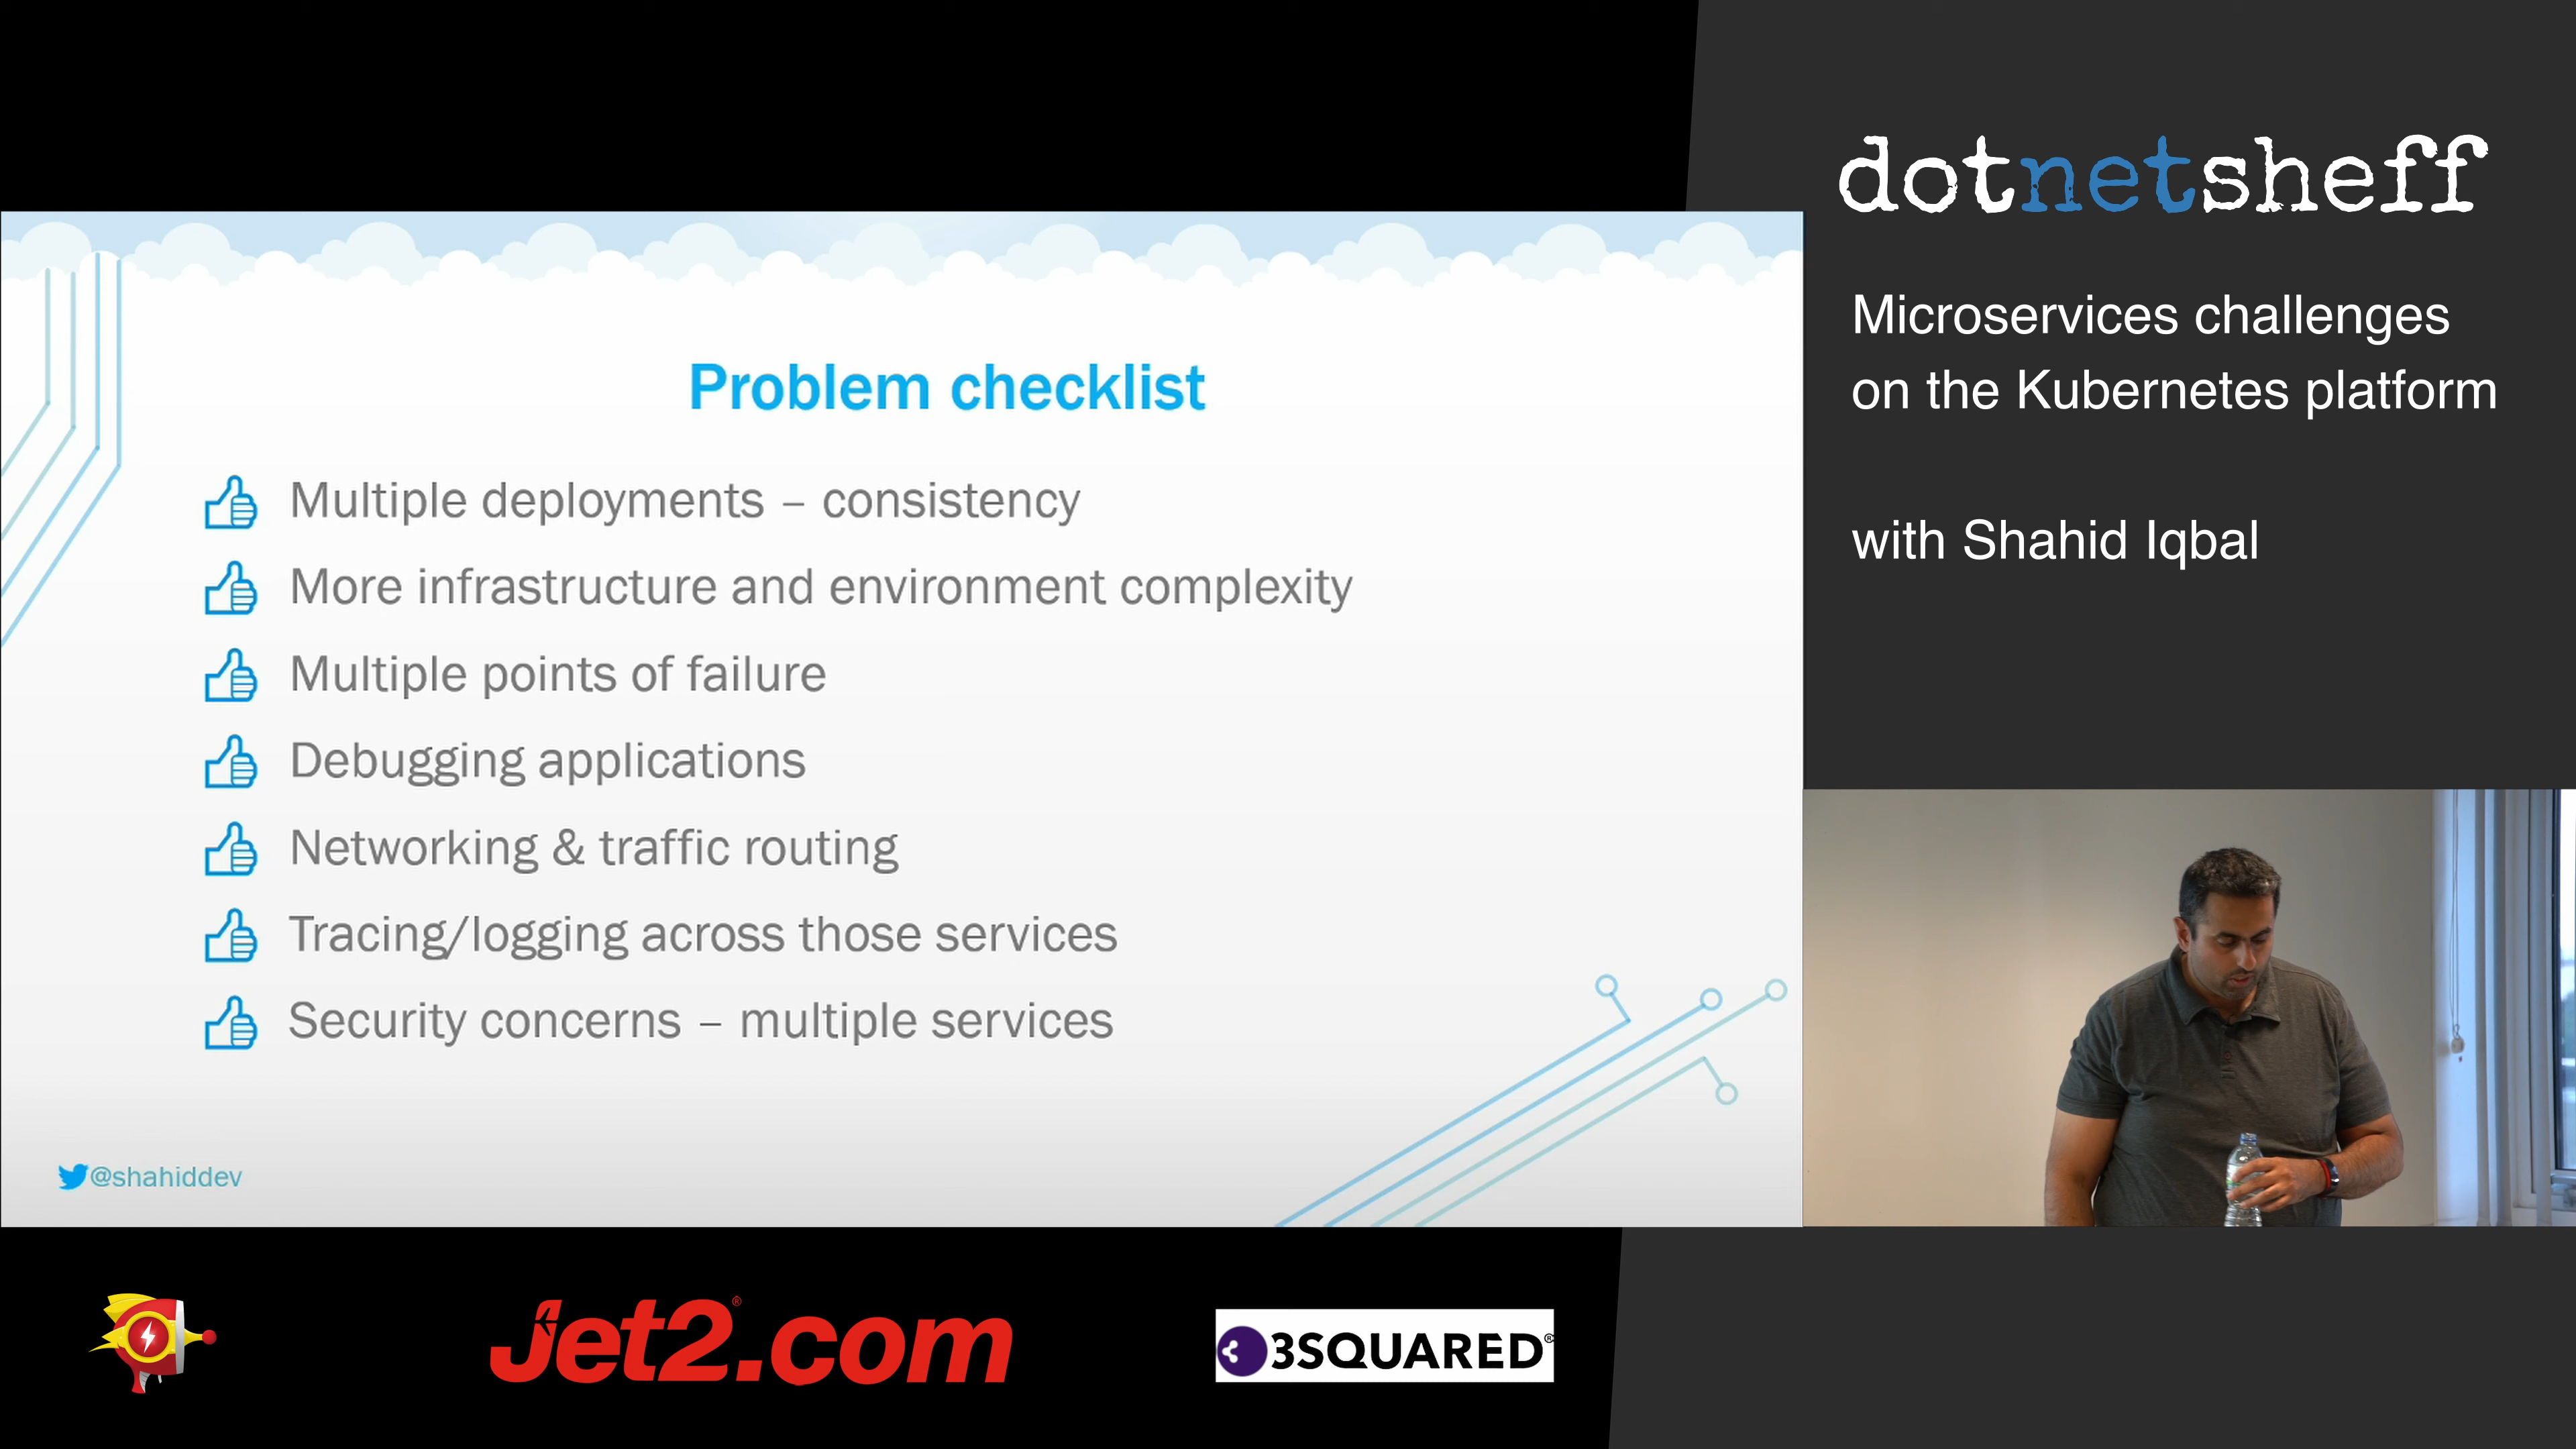 dotnetsheff
Microservices challenges
on the Kubernetes platform
with Shahid Iqbal
Problem checklist
Multiple deployments – consistency
More infrastructure and environment complexity
Multiple points of failure
Debugging applications
Networking & traffic routing
Tracing/logging across those services
Security concerns – multiple services
@shahiddev
Jet2.com®
3SQUARED®